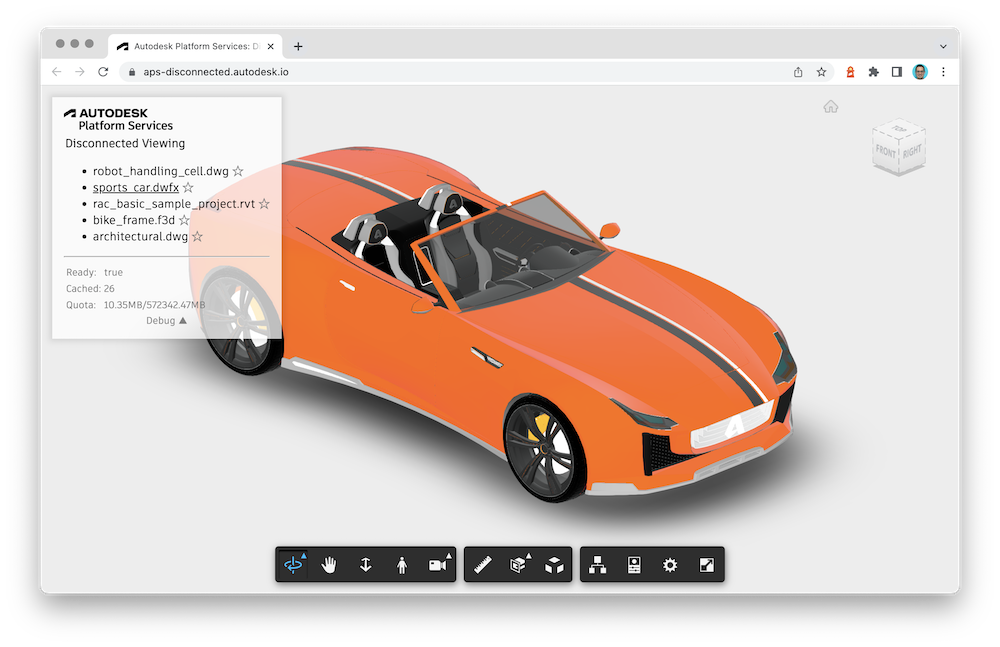 Autodesk Platform Services: Di
aps-disconnected.autodesk.io
AUTODESK
Platform Services
Disconnected Viewing
robot_handling_cell.dwg
sports_car.dwfx
rac_basic_sample_project.rvt
bike_frame.f3d
architectural.dwg
Ready: true
Cached: 26
Quota: 10.35MB/572342.47MB
Debug ▲
TOP
FRONT RIGHT